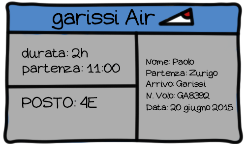 garissi Air
durata: 2h
partenza: 11:00
POSTO: 4E
Nome: Paolo
Partenza: Zurigo
Arrivo: Garissi
N. Volo: GA8392
Data: 20 giugno 2015